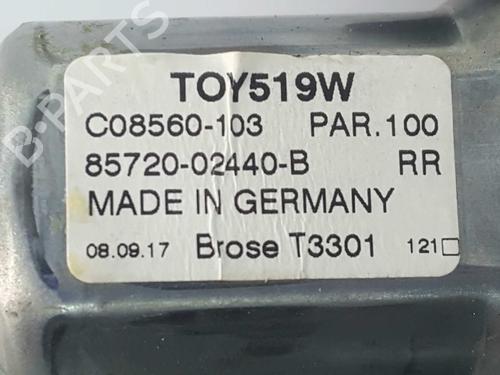 TOY519W
C08560-103 PAR.100
85720-02440-B RR
MADE IN GERMANY
08.09.17 Brose T3301 121□
B-PARTS